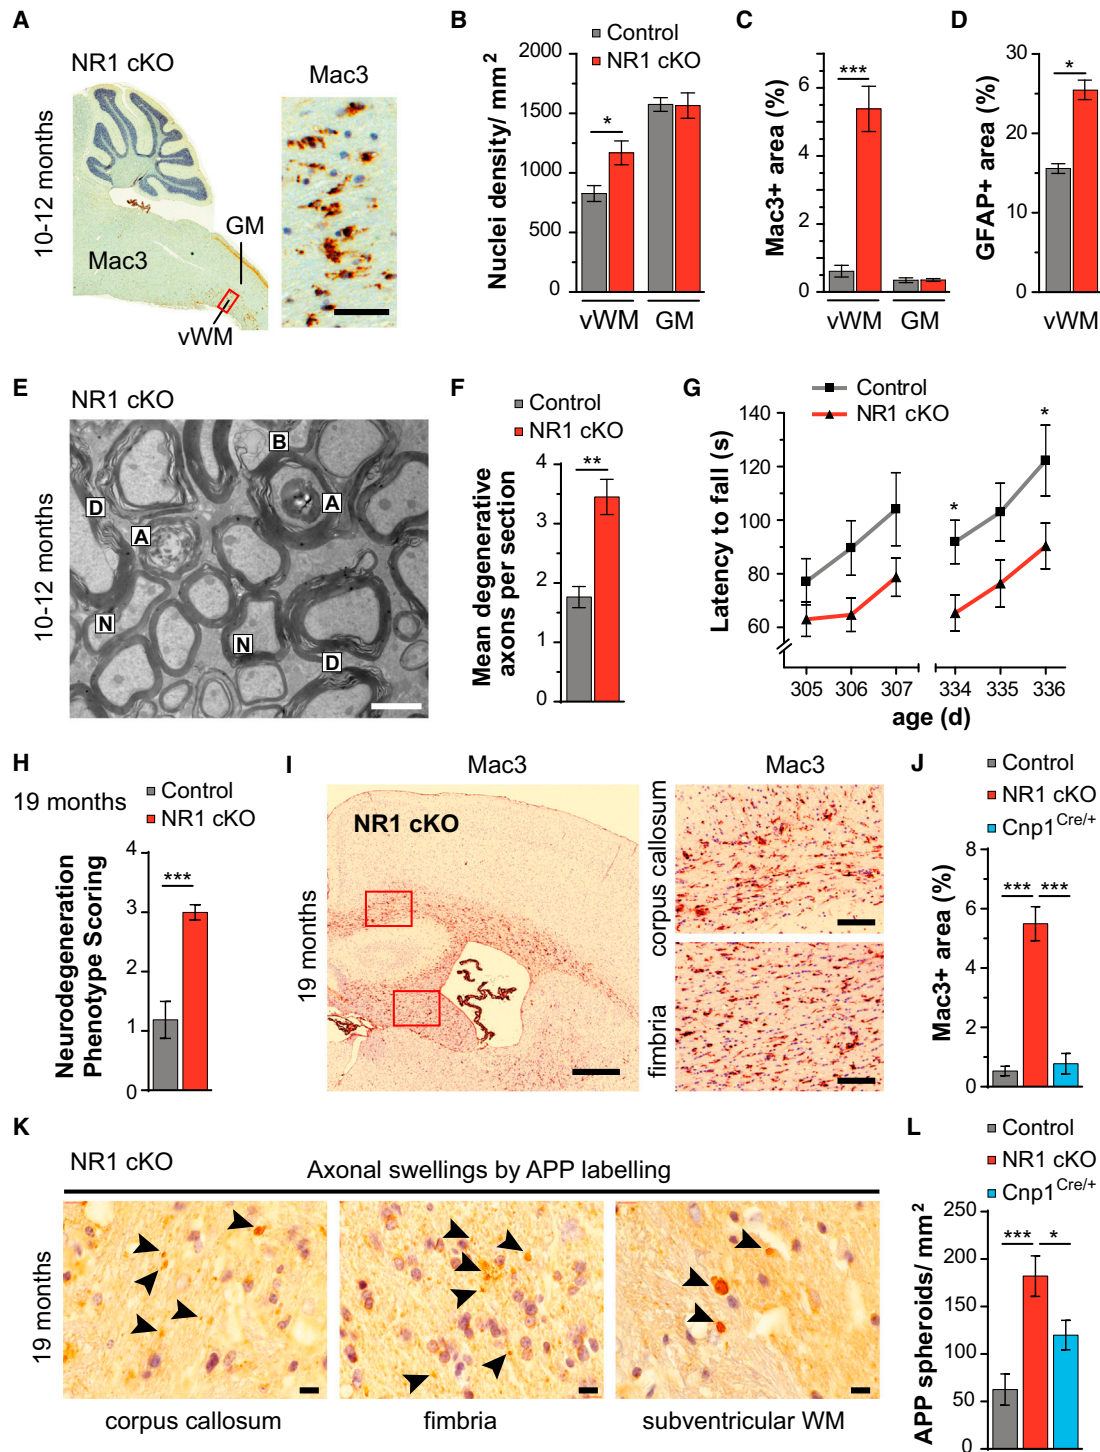 A
NR1 cKO
10-12 months
Mac3
GM
vWM
Mac3
B
Control
NR1 cKO
Nuclei density/ mm2
2000
1500
1000
500
0
*
vWM
GM
C
Mac3+ area (%)
6
4
2
0
***
vWM
GM
D
GFAP+ area (%)
30
20
10
0
*
vWM
E
NR1 cKO
10-12 months
B
D
A
A
N
N
D
F
Control
NR1 cKO
Mean degenerative
axons per section
4
3
2
1
0
**
G
Control
NR1 cKO
Latency to fall (s)
140
120
100
80
60
*
*
305 306 307 334 335 336
age (d)
H
19 months
Control
NR1 cKO
Neurodegeneration
Phenotype Scoring
4
3
2
1
0
***
I
Mac3
Mac3
NR1 cKO
19 months
corpus callosum
fimbria
J
Control
NR1 cKO
Cnp1Cre/+
Mac3+ area (%)
8
6
4
2
0
*** ***
K
NR1 cKO
Axonal swellings by APP labelling
19 months
corpus callosum
fimbria
subventricular WM
L
Control
NR1 cKO
Cnp1Cre/+
APP spheroids/ mm2
250
200
150
100
50
0
*** *